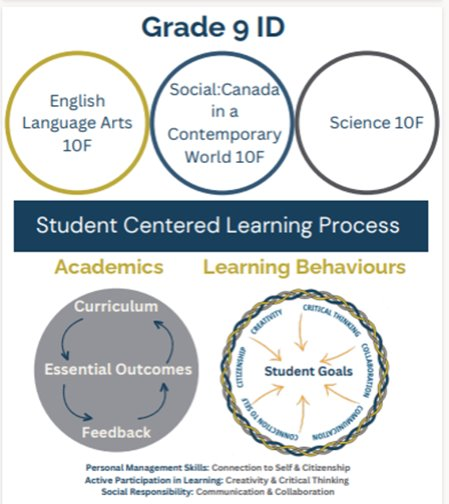 Grade 9 ID
English
Language Arts
10F
Social:Canada
in a
Contemporary
World 10F
Science 10F
Student Centered Learning Process
Academics
Learning Behaviours
Curriculum
Essential Outcomes
Feedback
CREATIVITY
CRITICAL THINKING
COLLABORATION
COMMUNICATION
CONNECTION TO SELF
CITIZENSHIP
Student Goals
Personal Management Skills: Connection to Self & Citizenship
Active Participation in Learning: Creativity & Critical Thinking
Social Responsibility: Communication & Collaboration